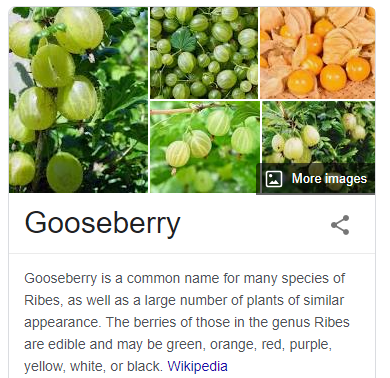 More images
Gooseberry
Gooseberry is a common name for many species of
Ribes, as well as a large number of plants of similar
appearance. The berries of those in the genus Ribes
are edible and may be green, orange, red, purple,
yellow, white, or black. Wikipedia